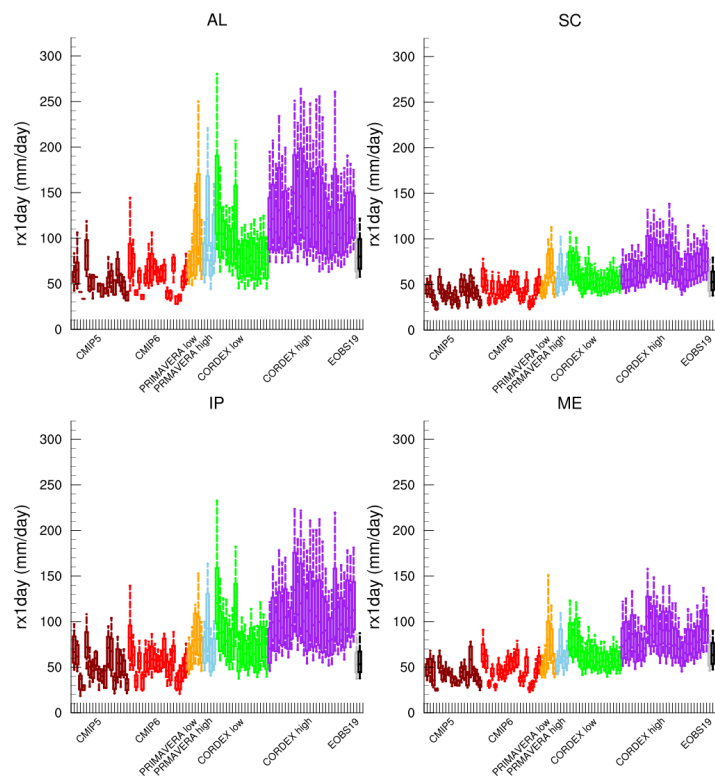 AL
SC
rx1day (mm/day)
300
250
200
150
100
50
0
CMIP5
CMIP6
PRIMAVERA low
PRMAVERA high
CORDEX low
CORDEX high
EOBS19
rx1day (mm/day)
300
250
200
150
100
50
0
CMIP5
CMIP6
PRIMAVERA low
PRMAVERA high
CORDEX low
CORDEX high
EOBS19
IP
ME
rx1day (mm/day)
300
250
200
150
100
50
0
CMIP5
CMIP6
PRIMAVERA low
PRMAVERA high
CORDEX low
CORDEX high
EOBS19
rx1day (mm/day)
300
250
200
150
100
50
0
CMIP5
CMIP6
PRIMAVERA low
PRMAVERA high
CORDEX low
CORDEX high
EOBS19